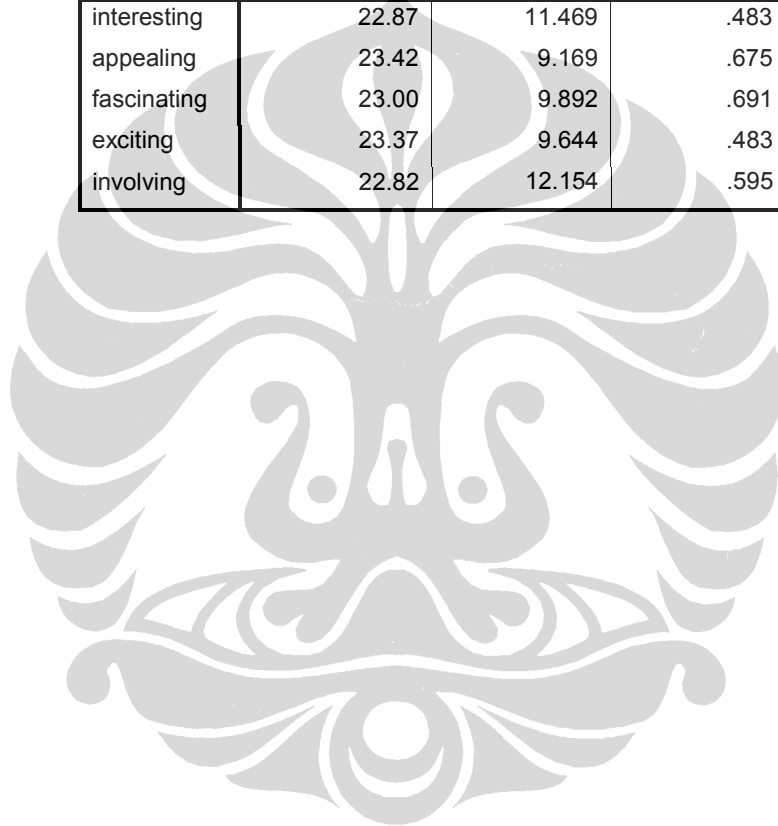 interesting 22.87 11.469 .483
appealing 23.42 9.169 .675
fascinating 23.00 9.892 .691
exciting 23.37 9.644 .483
involving 22.82 12.154 .595